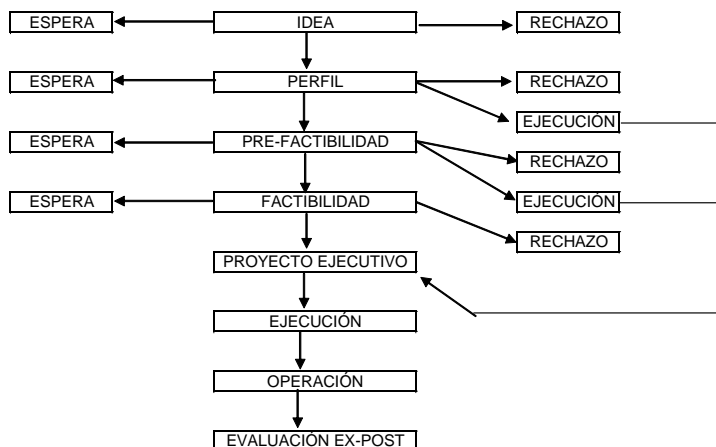 ESPERA IDEA RECHAZO
ESPERA PERFIL RECHAZO
EJECUCIÓN
ESPERA PRE-FACTIBILIDAD
RECHAZO
ESPERA FACTIBILIDAD EJECUCIÓN
RECHAZO
PROYECTO EJECUTIVO
EJECUCIÓN
OPERACIÓN
EVALUACIÓN EX-POST